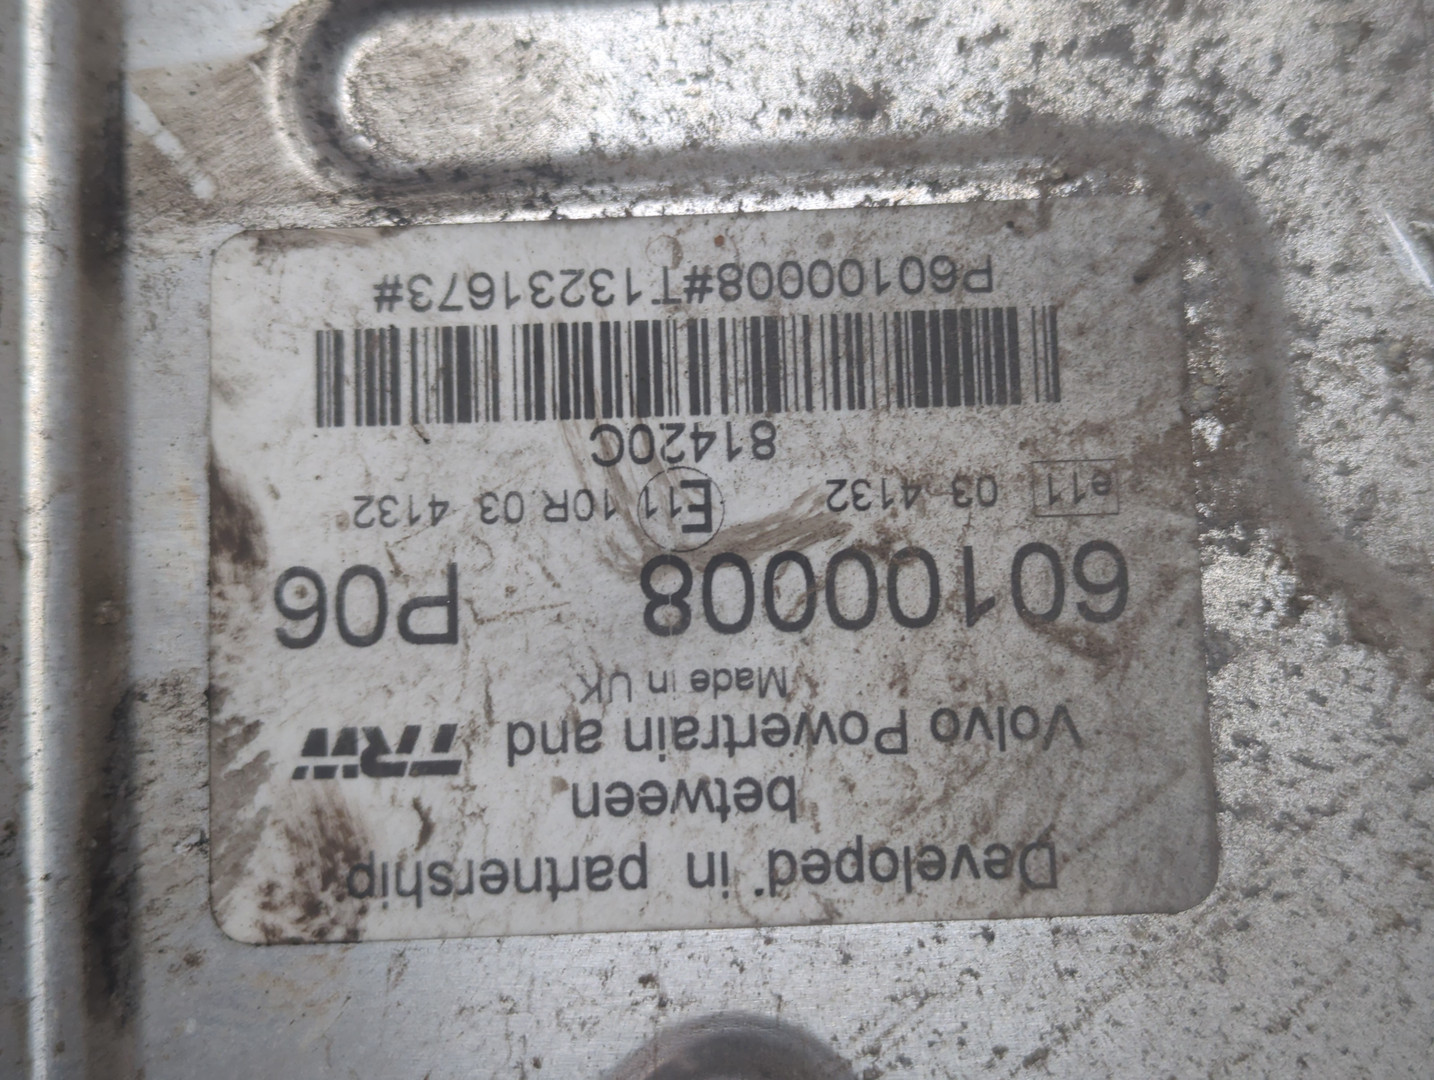 Developed in partnership
between
Volvo Powertrain and TRW
Made in UK
60100008 P06
e11 03 4132 E11 10R 03 4132
81420C
P60100008#T13231673#